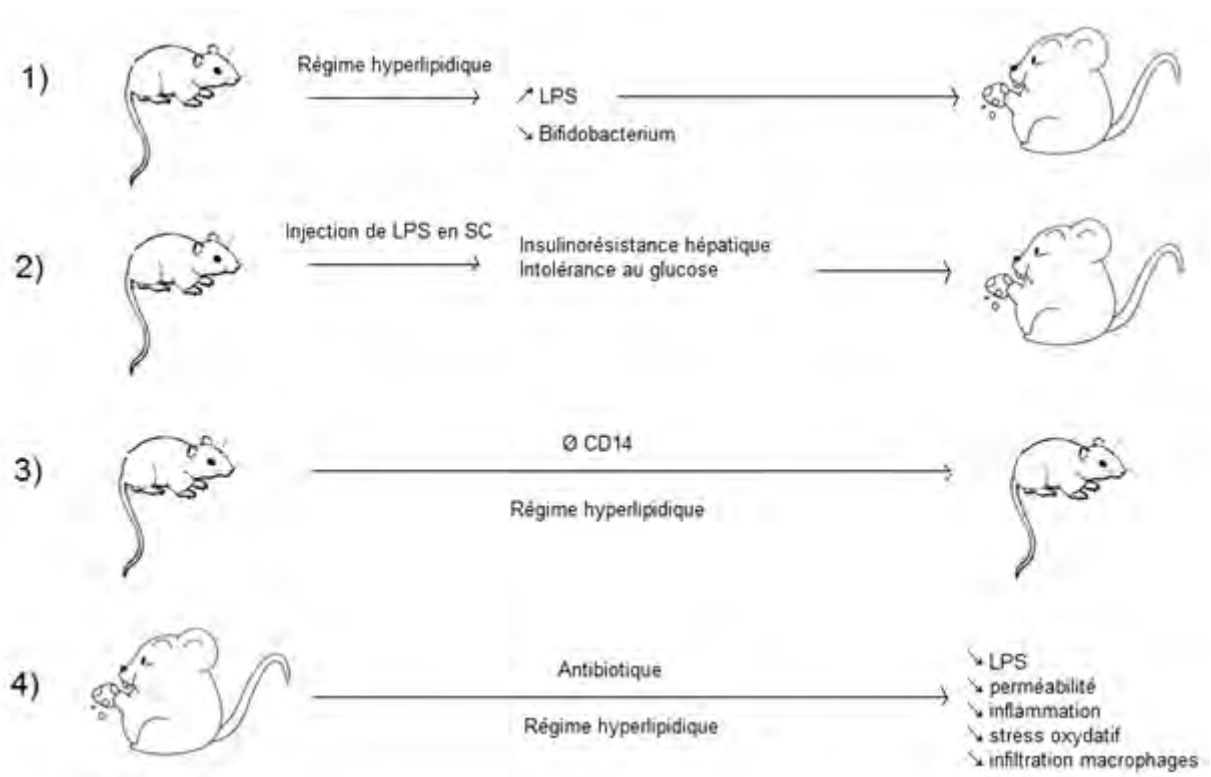 1)
Régime hyperlipidique
↗ LPS
↘ Bifidobacterium
2)
Injection de LPS en SC
Insulinorésistance hépatique
Intolérance au glucose
3)
Ø CD14
Régime hyperlipidique
4)
Antibiotique
Régime hyperlipidique
↘ LPS
↘ perméabilité
↘ inflammation
↘ stress oxydatif
↘ infiltration macrophages